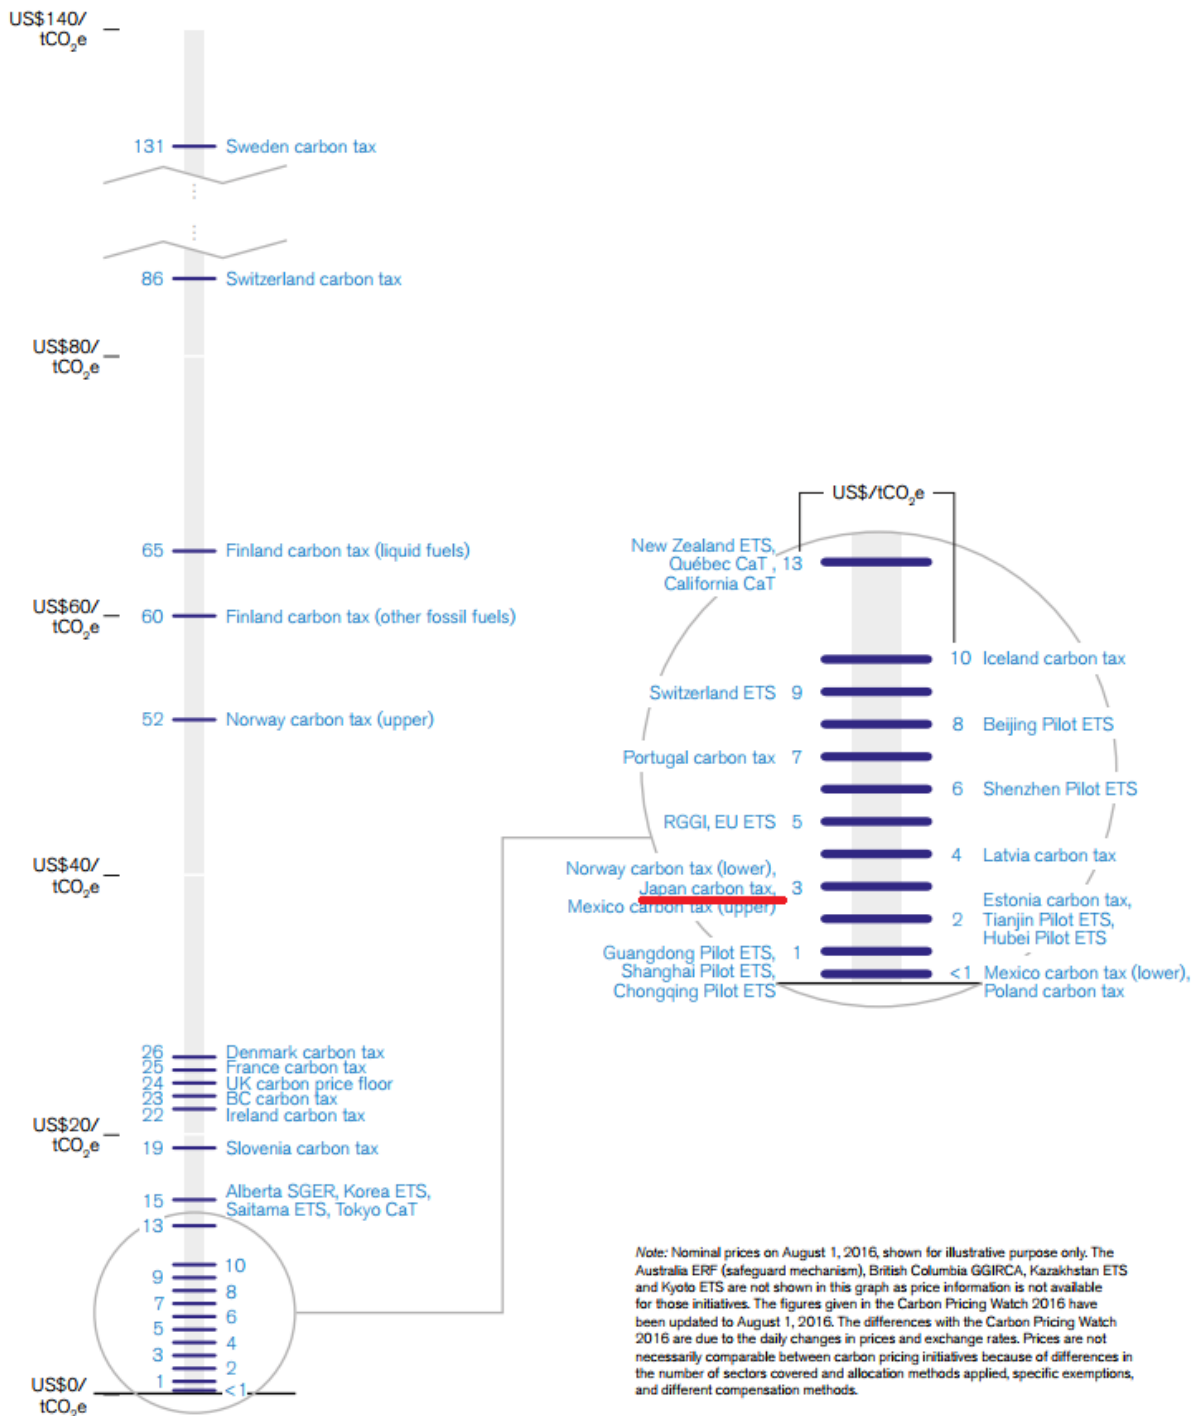 US$140/
tCO₂e
131 Sweden carbon tax
86 Switzerland carbon tax
US$80/
tCO₂e
65 Finland carbon tax (liquid fuels)
US$60/
tCO₂e
60 Finland carbon tax (other fossil fuels)
52 Norway carbon tax (upper)
US$40/
tCO₂e
26 Denmark carbon tax
25 France carbon tax
24 UK carbon price floor
23 BC carbon tax
22 Ireland carbon tax
US$20/
tCO₂e
19 Slovenia carbon tax
15 Alberta SGER, Korea ETS,
Saitama ETS, Tokyo CaT
13
10
9
8
7
6
5
4
3
2
1
<1
US$0/
tCO₂e
US$/tCO₂e
New Zealand ETS,
Québec CaT , 13
California CaT
10 Iceland carbon tax
Switzerland ETS 9
8 Beijing Pilot ETS
Portugal carbon tax 7
6 Shenzhen Pilot ETS
RGGI, EU ETS 5
4 Latvia carbon tax
Norway carbon tax (lower),
Japan carbon tax, 3
Mexico carbon tax (upper)
Estonia carbon tax,
2 Tianjin Pilot ETS,
Hubei Pilot ETS
Guangdong Pilot ETS, 1
Shanghai Pilot ETS,
Chongqing Pilot ETS
<1 Mexico carbon tax (lower),
Poland carbon tax
Note: Nominal prices on August 1, 2016, shown for illustrative purpose only. The
Australia ERF (safeguard mechanism), British Columbia GGIRCA, Kazakhstan ETS
and Kyoto ETS are not shown in this graph as price information is not available
for those initiatives. The figures given in the Carbon Pricing Watch 2016 have
been updated to August 1, 2016. The differences with the Carbon Pricing Watch
2016 are due to the daily changes in prices and exchange rates. Prices are not
necessarily comparable between carbon pricing initiatives because of differences in
the number of sectors covered and allocation methods applied, specific exemptions,
and different compensation methods.